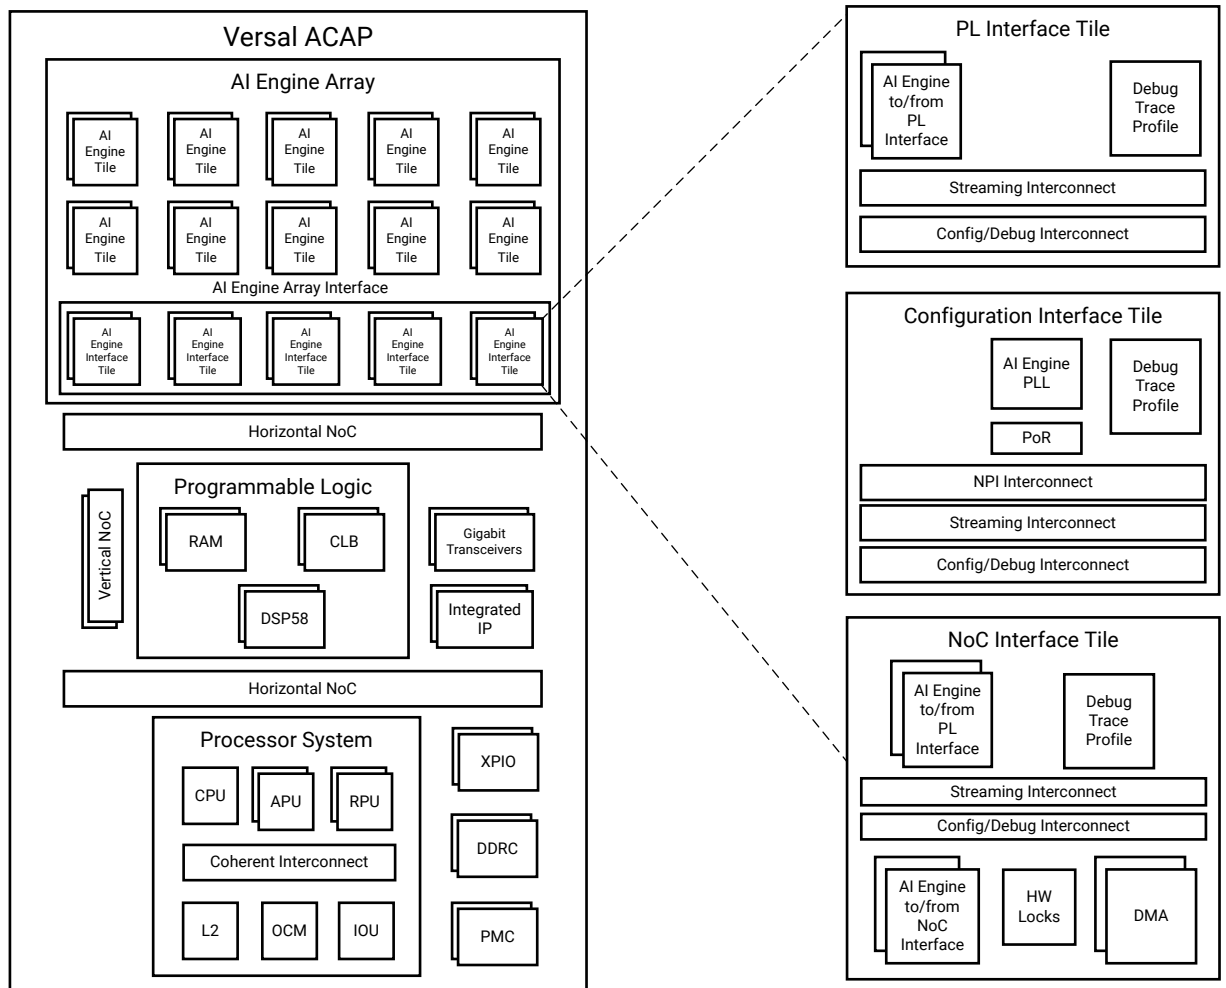 Versal ACAP
AI Engine Array
AI
Engine
Tile
AI
Engine
Tile
AI
Engine
Tile
AI
Engine
Tile
AI
Engine
Tile
AI
Engine
Tile
AI
Engine
Tile
AI
Engine
Tile
AI
Engine
Tile
AI
Engine
Tile
AI Engine Array Interface
AI
Engine
Interface
Tile
AI
Engine
Interface
Tile
AI
Engine
Interface
Tile
AI
Engine
Interface
Tile
AI
Engine
Interface
Tile
Horizontal NoC
Vertical NoC
Programmable Logic
RAM
CLB
DSP58
Gigabit
Transceivers
Integrated
IP
Horizontal NoC
Processor System
CPU
APU
RPU
Coherent Interconnect
L2
OCM
IOU
XPIO
DDRC
PMC
PL Interface Tile
AI Engine
to/from
PL
Interface
Debug
Trace
Profile
Streaming Interconnect
Config/Debug Interconnect
Configuration Interface Tile
AI Engine
PLL
PoR
Debug
Trace
Profile
NPI Interconnect
Streaming Interconnect
Config/Debug Interconnect
NoC Interface Tile
AI Engine
to/from
PL
Interface
Debug
Trace
Profile
Streaming Interconnect
Config/Debug Interconnect
AI Engine
to/from
NoC
Interface
HW
Locks
DMA